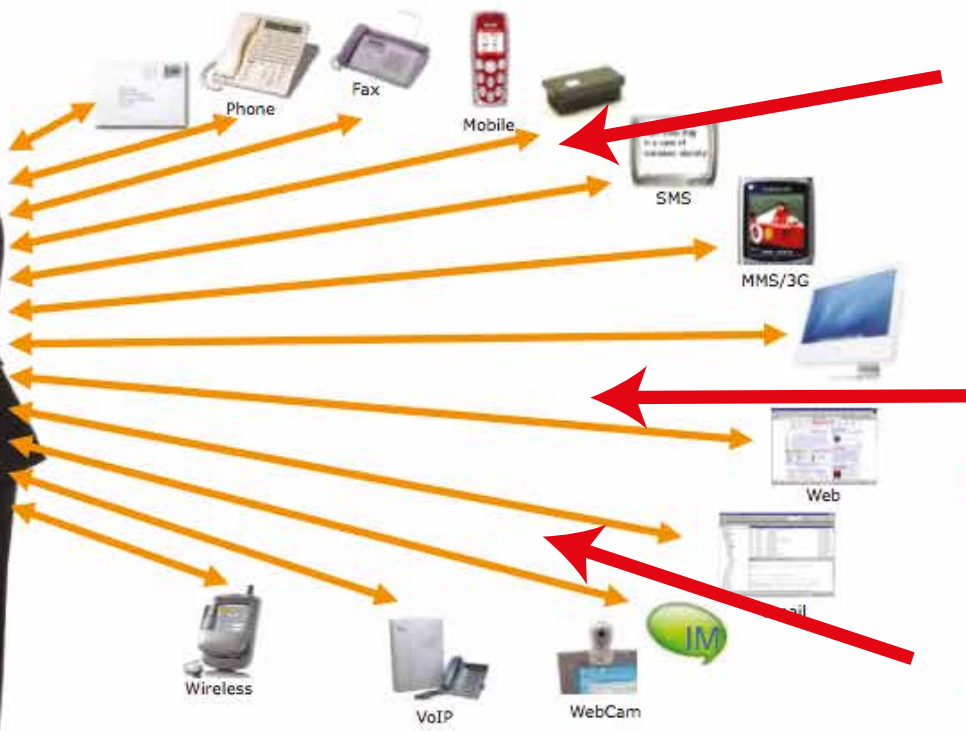 Phone
Fax
Mobile
SMS
MMS/3G
Web
IM
Wireless
VoIP
WebCam